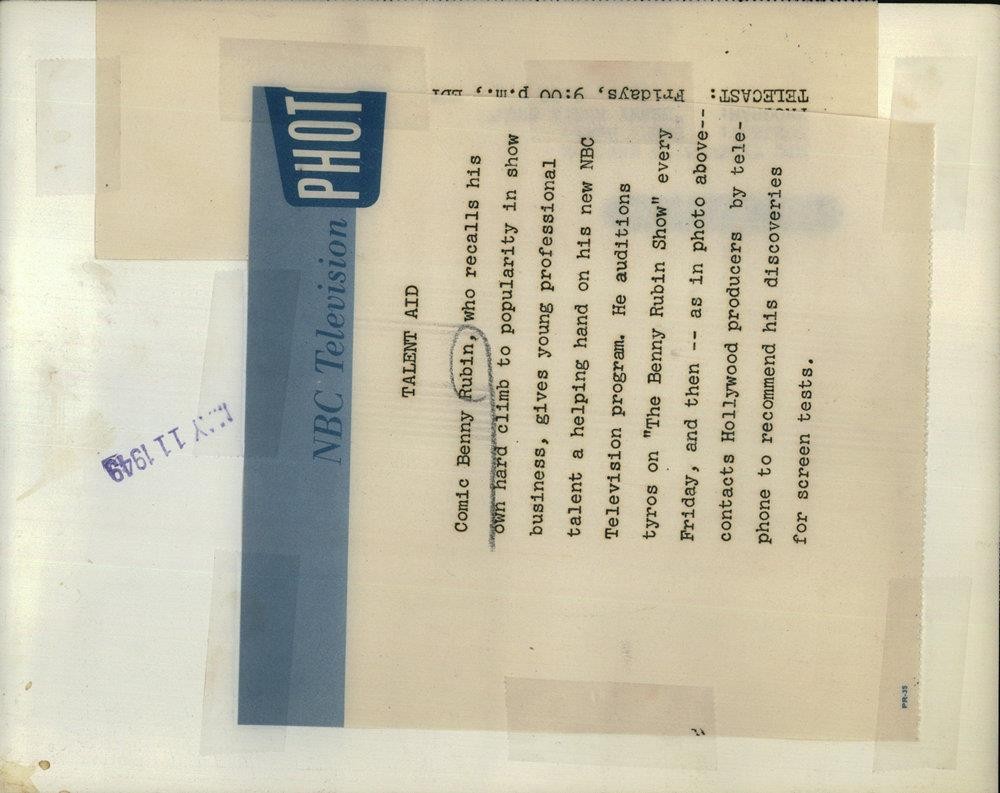 NBC Television PHOT
TALENT AID
Comic Benny Rubin, who recalls his
own hard climb to popularity in show
business, gives young professional
talent a helping hand on his new NBC
Television program. He auditions
tyros on "The Benny Rubin Show" every
Friday, and then -- as in photo above--
contacts Hollywood producers by tele-
phone to recommend his discoveries
for screen tests.
PR-35
TELECAST: Fridays, 9:00 p.m., EDT
11 1949